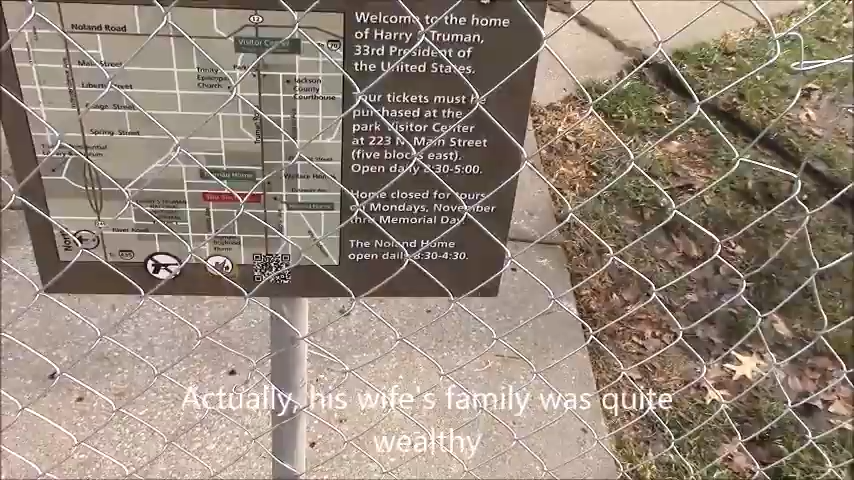 Noland Road
12
Visitor Center
70
Main Street
Trinity
Episcopal
Church
Jackson
County
Courthouse
Liberty Street
Spring Street
North
Welcome to the home
of Harry S Truman,
33rd President of
the United States.
Your tickets must be
purchased at the
park Visitor Center
at 223 N Main Street
(five blocks east).
Open daily 8:30-5:00.
Home closed for tours
on Mondays, November
thru Memorial Day.
The Noland Home
open daily 8:30-4:30.
Actually, his wife's family was quite
wealthy